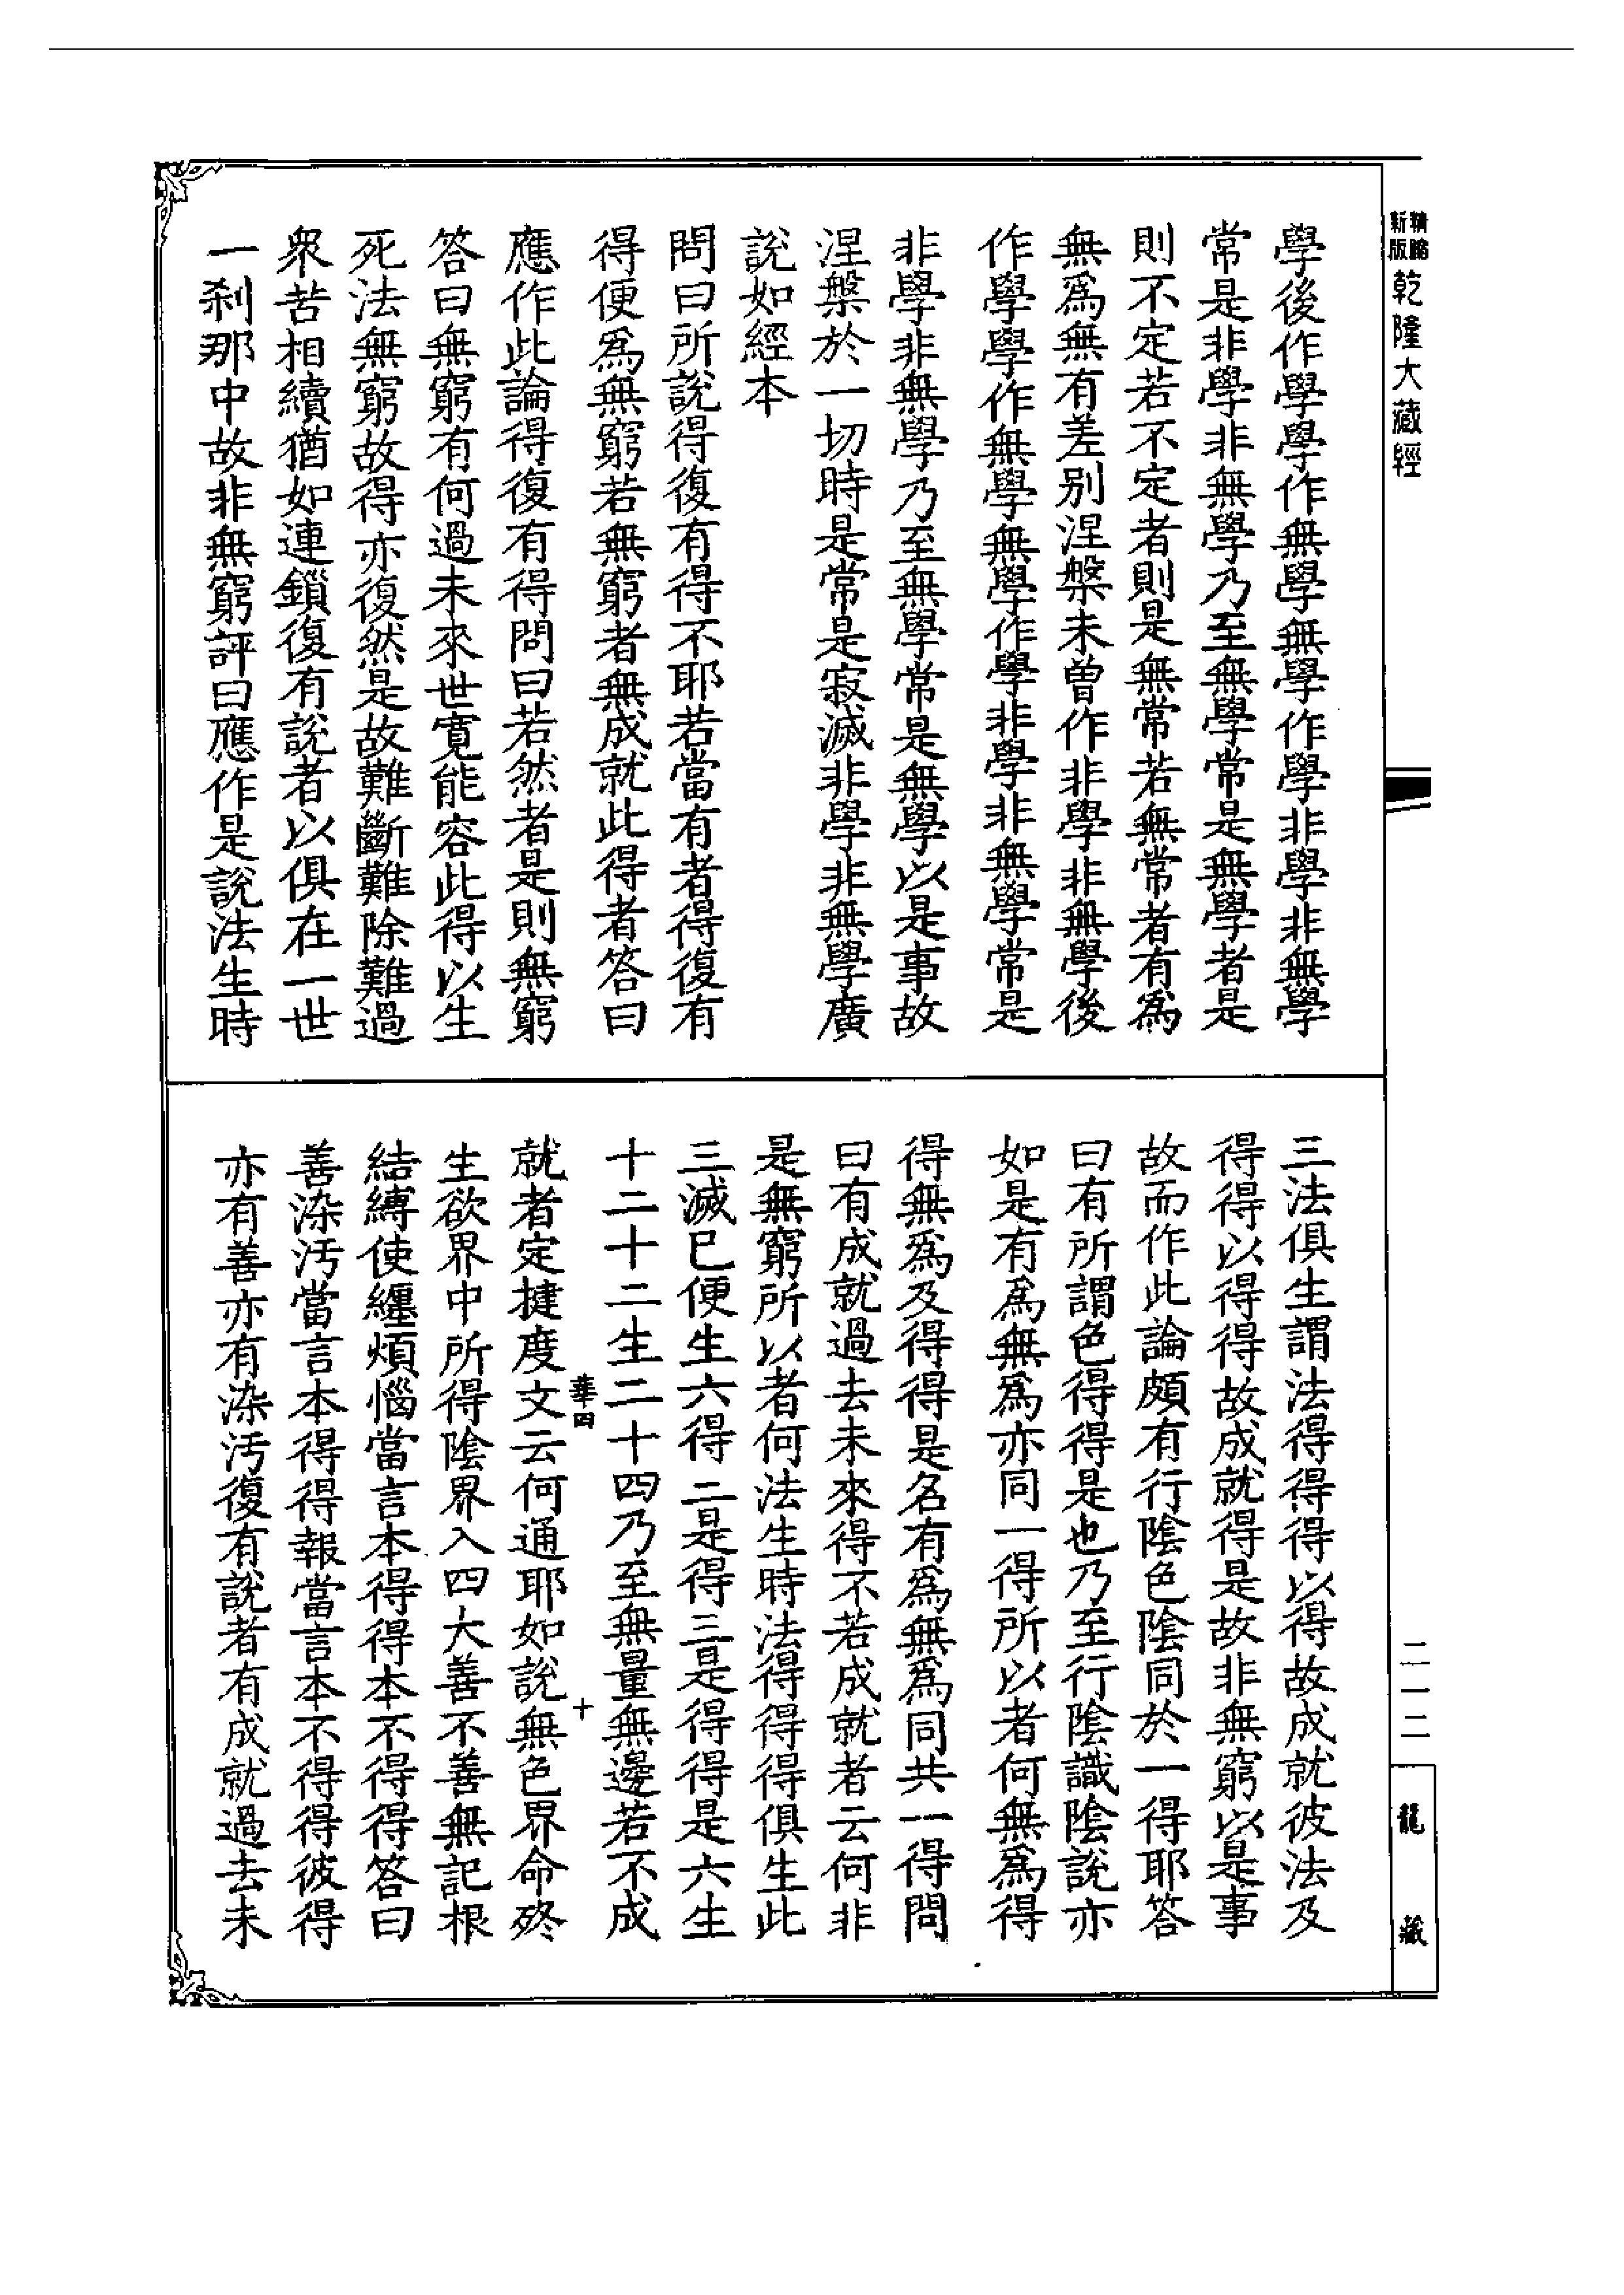 新版精縮乾隆大藏經
學後作學學作無學無學作學非學非無學
常是非學非無學乃至無學常是無學者是
則不定若不定者則是無常若無常者有為
無為無有差別涅槃未曾作非學非無學後
作學學作無學無學作學非學非無學常是
非學非無學乃至無學常是無學以是事故
涅槃於一切時是常是寂滅非學非無學廣
說如經本
問曰所說得復有得不耶若當有者得復有
得便為無窮若無窮者無成就此得者答曰
應作此論得復有得問曰若然者是則無窮
答曰無窮有何過未來世寬能容此得以生
死法無窮故得亦復然是故難斷難除難過
眾苦相續猶如連鎖復有說者以俱在一世
一剎那中故非無窮評曰應作是說法生時
三法俱生謂法得得得以得故成就彼法及
得得以得得故成就得是故非無窮以是事
故而作此論頗有行陰色陰同於一得耶答
曰有所謂色得得是也乃至行陰識陰說亦
如是有為無為亦同一得所以者何無為得
得無為及得得是名有為無為同共一得問
曰有成就過去未來得不若成就者云何非
是無窮所以者何法生時法得得得俱生此
三滅已便生六得二是得三是得得是六生
十二十二生二十四乃至無量無邊若不成
就者定揵度文云何通耶如說無色界命終
生欲界中所得陰界入四大善不善無記根
結縛使纏煩惱當言本得得本不得得答曰
善染污當言本得得報當言本不得得彼得
亦有善亦有染污復有說者有成就過去未
華四
十
二一二
龍藏